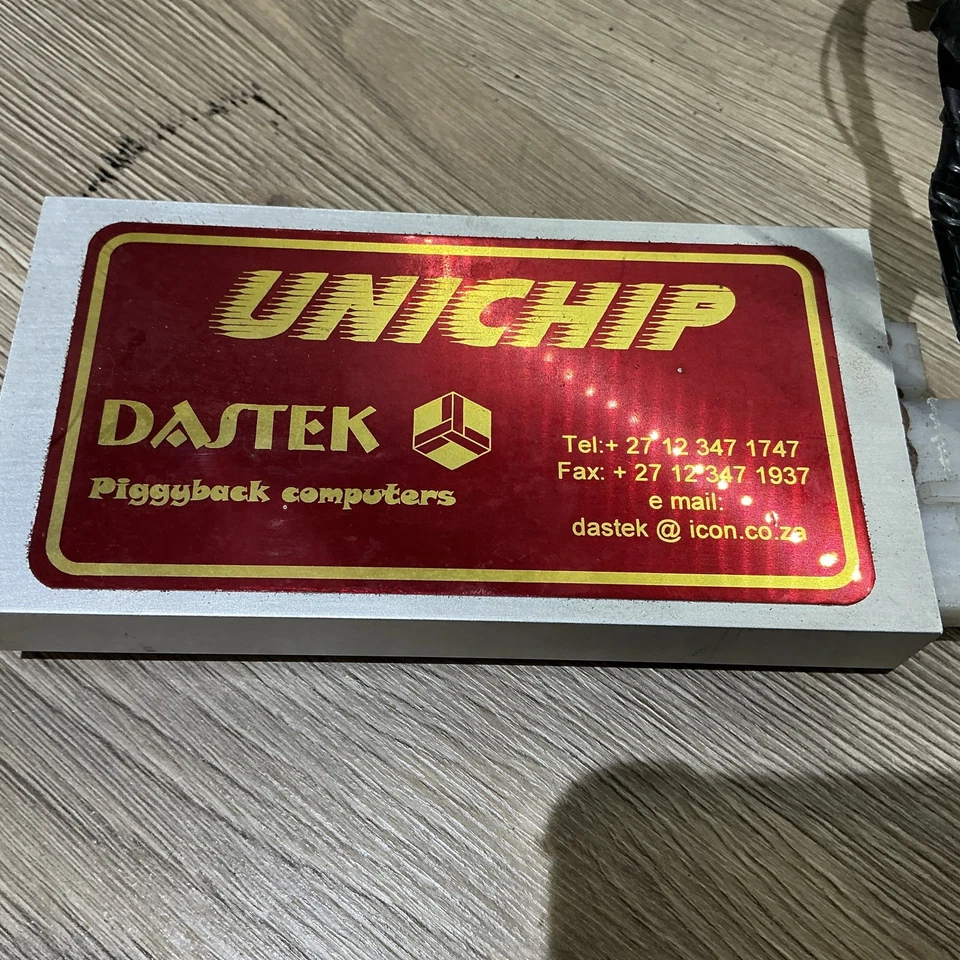 UNICHIP
DASTEK
Piggyback computers
Tel:+ 27 12 347 1747
Fax: + 27 12 347 1937
e mail:
dastek @ icon.co.za